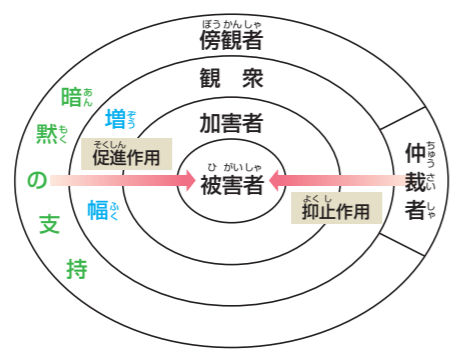 傍観者
ぼうかんしゃ
観衆
加害者
被害者
ひがいしゃ
暗黙の支持
あんもく
増幅
ぞうふく
促進作用
そくしん
抑止作用
よくし
仲裁者
ちゅうさいしゃ